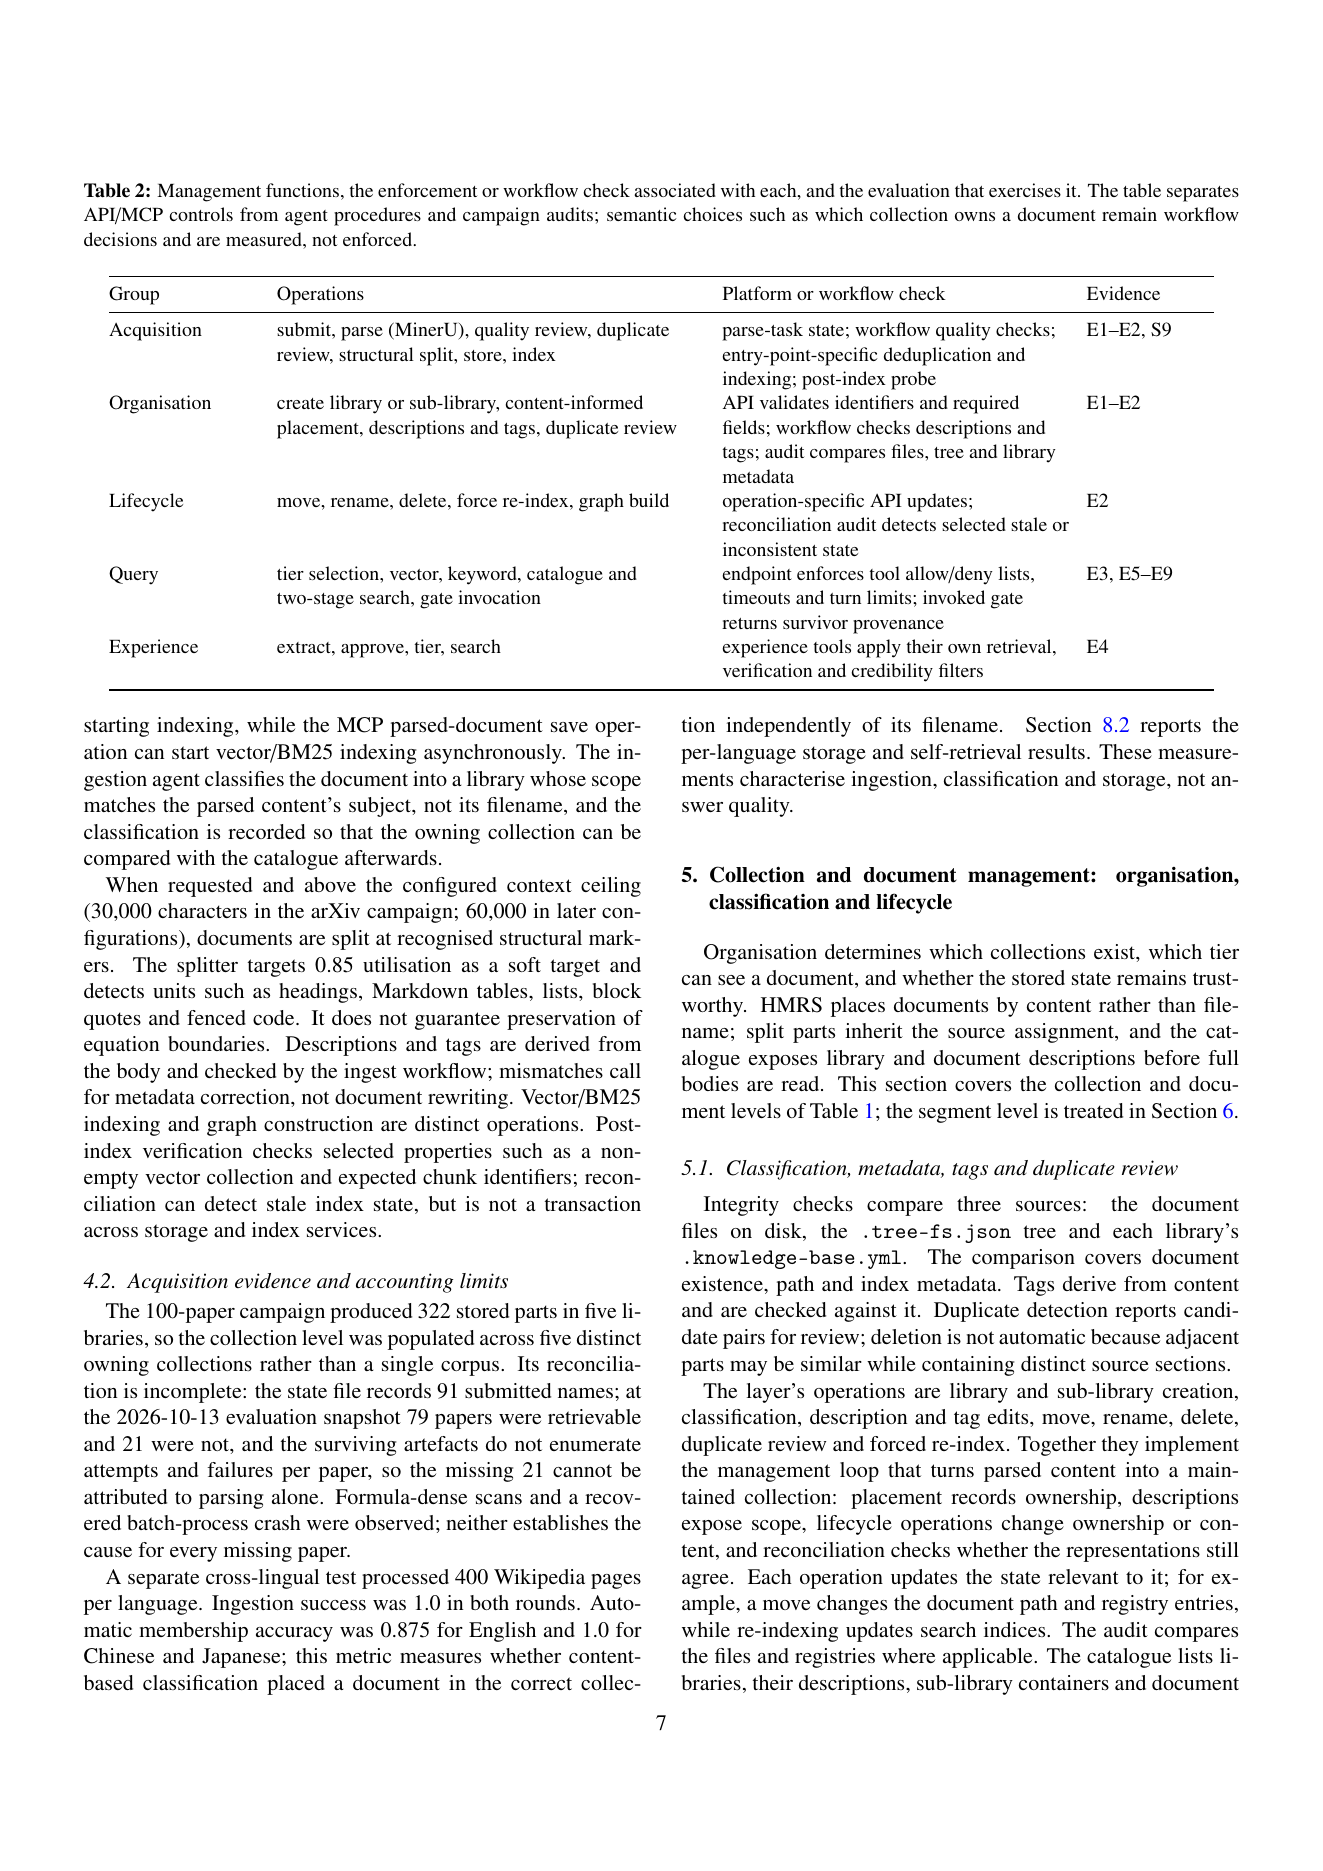 Table 2: Management functions, the enforcement or workflow check associated with each, and the evaluation that exercises it. The table separates
API/MCP controls from agent procedures and campaign audits; semantic choices such as which collection owns a document remain workflow
decisions and are measured, not enforced.
Group Operations Platform or workflow check Evidence
Acquisition submit, parse (MinerU), quality review, duplicate parse-task state; workflow quality checks; E1–E2, S9
review, structural split, store, index entry-point-specific deduplication and
indexing; post-index probe
Organisation create library or sub-library, content-informed API validates identifiers and required E1–E2
placement, descriptions and tags, duplicate review fields; workflow checks descriptions and
tags; audit compares files, tree and library
metadata
Lifecycle move, rename, delete, force re-index, graph build operation-specific API updates; E2
reconciliation audit detects selected stale or
inconsistent state
Query tier selection, vector, keyword, catalogue and endpoint enforces tool allow/deny lists, E3, E5–E9
two-stage search, gate invocation timeouts and turn limits; invoked gate
returns survivor provenance
Experience extract, approve, tier, search experience tools apply their own retrieval, E4
verification and credibility filters
starting indexing, while the MCP parsed-document save oper-
ation can start vector/BM25 indexing asynchronously. The in-
gestion agent classifies the document into a library whose scope
matches the parsed content's subject, not its filename, and the
classification is recorded so that the owning collection can be
compared with the catalogue afterwards.
When requested and above the configured context ceiling
(30,000 characters in the arXiv campaign; 60,000 in later con-
figurations), documents are split at recognised structural mark-
ers. The splitter targets 0.85 utilisation as a soft target and
detects units such as headings, Markdown tables, lists, block
quotes and fenced code. It does not guarantee preservation of
equation boundaries. Descriptions and tags are derived from
the body and checked by the ingest workflow; mismatches call
for metadata correction, not document rewriting. Vector/BM25
indexing and graph construction are distinct operations. Post-
index verification checks selected properties such as a non-
empty vector collection and expected chunk identifiers; recon-
ciliation can detect stale index state, but is not a transaction
across storage and index services.
4.2. Acquisition evidence and accounting limits
The 100-paper campaign produced 322 stored parts in five li-
braries, so the collection level was populated across five distinct
owning collections rather than a single corpus. Its reconcilia-
tion is incomplete: the state file records 91 submitted names; at
the 2026-10-13 evaluation snapshot 79 papers were retrievable
and 21 were not, and the surviving artefacts do not enumerate
attempts and failures per paper, so the missing 21 cannot be
attributed to parsing alone. Formula-dense scans and a recov-
ered batch-process crash were observed; neither establishes the
cause for every missing paper.
A separate cross-lingual test processed 400 Wikipedia pages
per language. Ingestion success was 1.0 in both rounds. Auto-
matic membership accuracy was 0.875 for English and 1.0 for
Chinese and Japanese; this metric measures whether content-
based classification placed a document in the correct collec-
tion independently of its filename. Section 8.2 reports the
per-language storage and self-retrieval results. These measure-
ments characterise ingestion, classification and storage, not an-
swer quality.
5. Collection and document management: organisation,
classification and lifecycle
Organisation determines which collections exist, which tier
can see a document, and whether the stored state remains trust-
worthy. HMRS places documents by content rather than file-
name; split parts inherit the source assignment, and the cat-
alogue exposes library and document descriptions before full
bodies are read. This section covers the collection and docu-
ment levels of Table 1; the segment level is treated in Section 6.
5.1. Classification, metadata, tags and duplicate review
Integrity checks compare three sources: the document
files on disk, the .tree-fs.json tree and each library's
.knowledge-base.yml. The comparison covers document
existence, path and index metadata. Tags derive from content
and are checked against it. Duplicate detection reports candi-
date pairs for review; deletion is not automatic because adjacent
parts may be similar while containing distinct source sections.
The layer's operations are library and sub-library creation,
classification, description and tag edits, move, rename, delete,
duplicate review and forced re-index. Together they implement
the management loop that turns parsed content into a main-
tained collection: placement records ownership, descriptions
expose scope, lifecycle operations change ownership or con-
tent, and reconciliation checks whether the representations still
agree. Each operation updates the state relevant to it; for ex-
ample, a move changes the document path and registry entries,
while re-indexing updates search indices. The audit compares
the files and registries where applicable. The catalogue lists li-
braries, their descriptions, sub-library containers and document
7